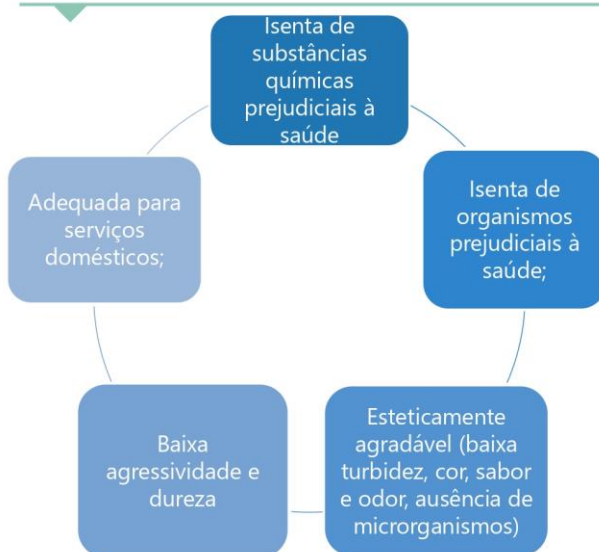 Isenta de
substâncias
químicas
prejudiciais à
saúde
Isenta de
organismos
prejudiciais à
saúde;
Esteticamente
agradável (baixa
turbidez, cor, sabor
e odor, ausência de
microrganismos)
Baixa
agressividade e
dureza
Adequada para
serviços
domésticos;